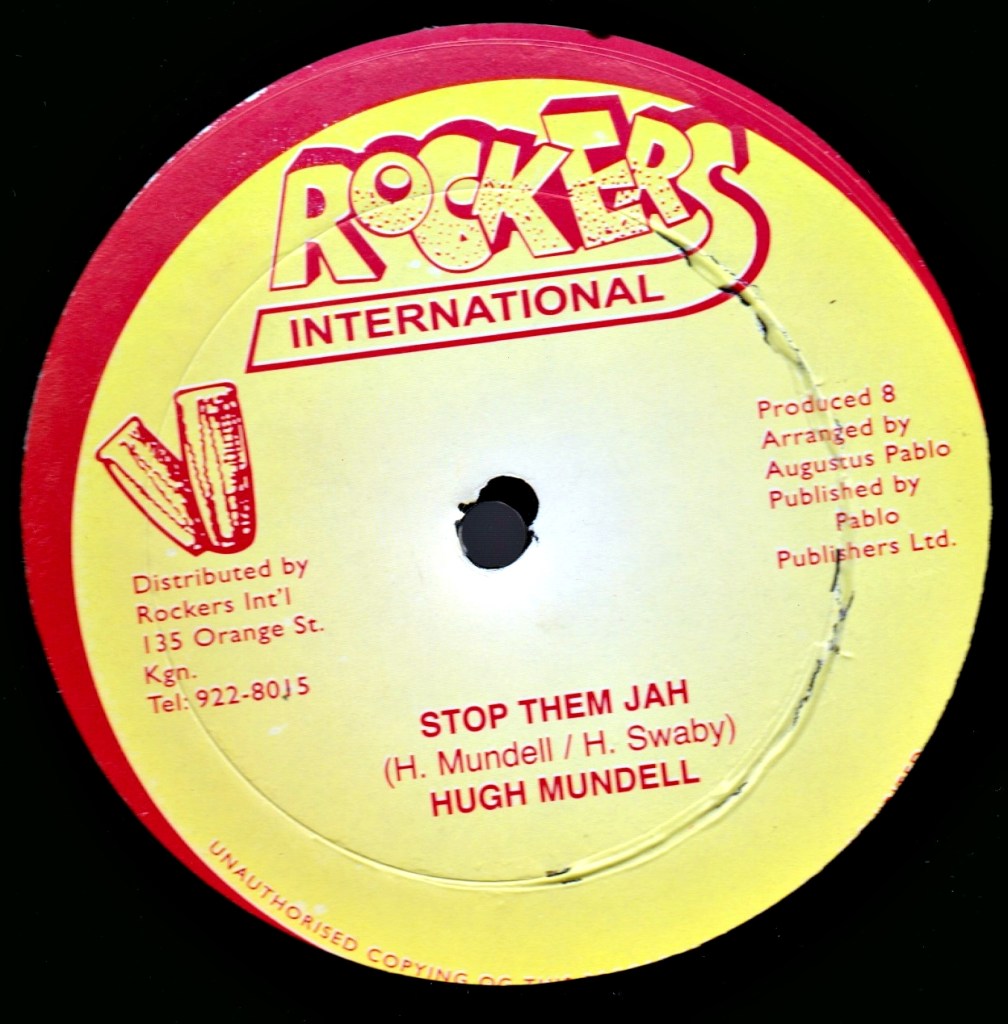 ROCKERS
INTERNATIONAL
Produced 8
Arranged by
Augustus Pablo
Published by
Pablo
Publishers Ltd.
Distributed by
Rockers Int'l
135 Orange St.
Kgn.
Tel: 922-8015
STOP THEM JAH
(H. Mundell / H. Swaby)
HUGH MUNDELL
UNAUTHORISED COPYING